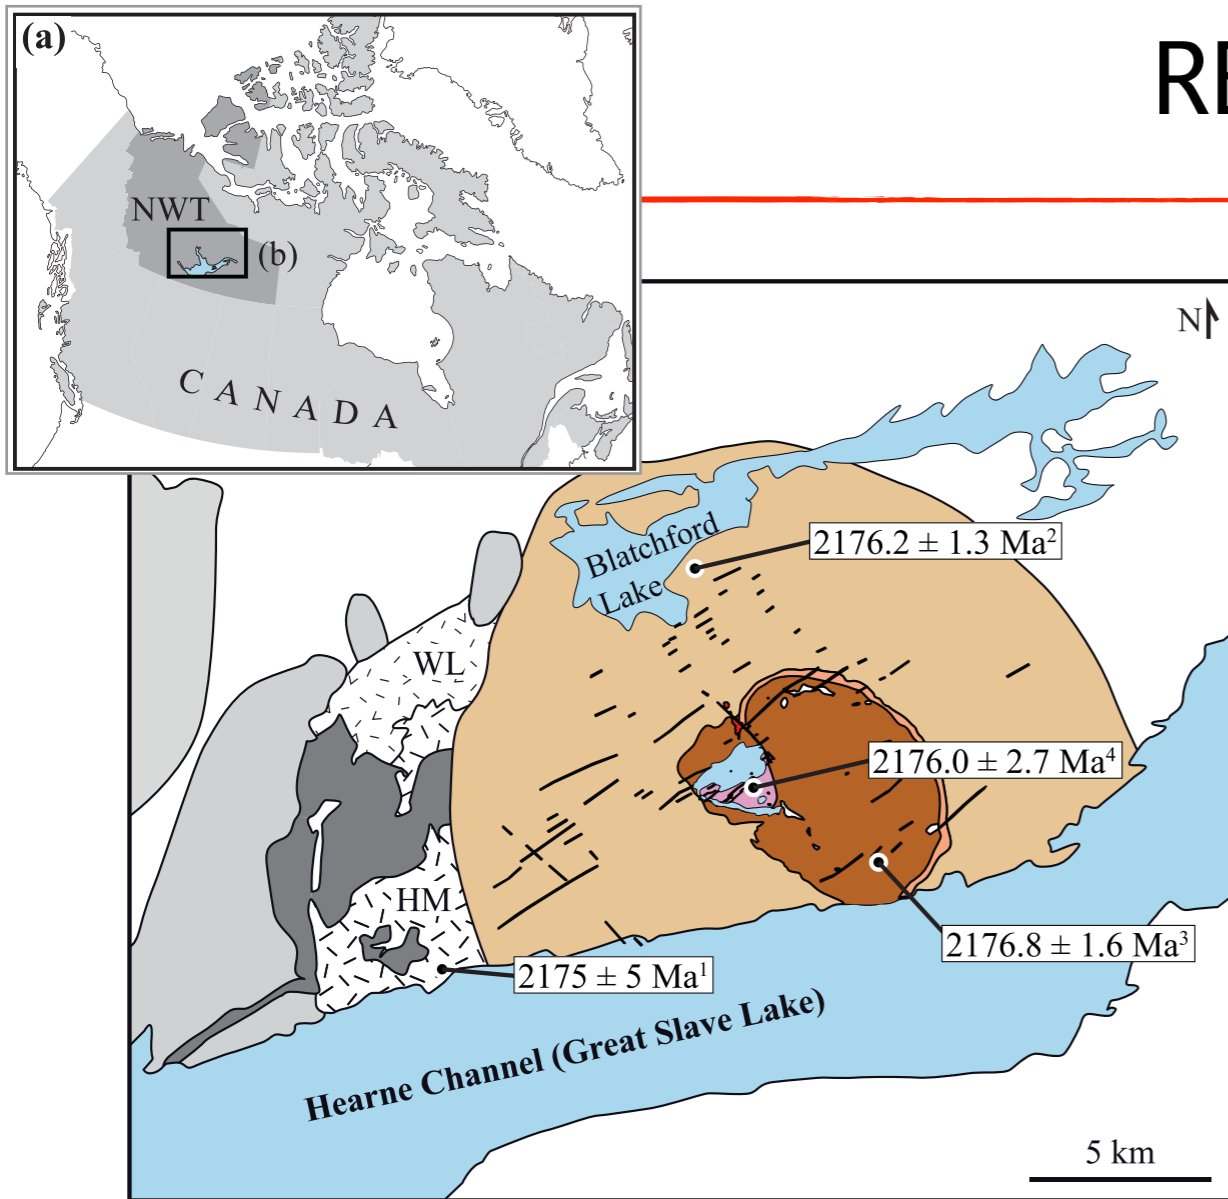 (a)
RE
NWT
(b)
CANADA
N
Blatchford
Lake
2176.2 ± 1.3 Ma²
WL
2176.0 ± 2.7 Ma⁴
HM
2176.8 ± 1.6 Ma³
2175 ± 5 Ma¹
Hearne Channel (Great Slave Lake)
5 km